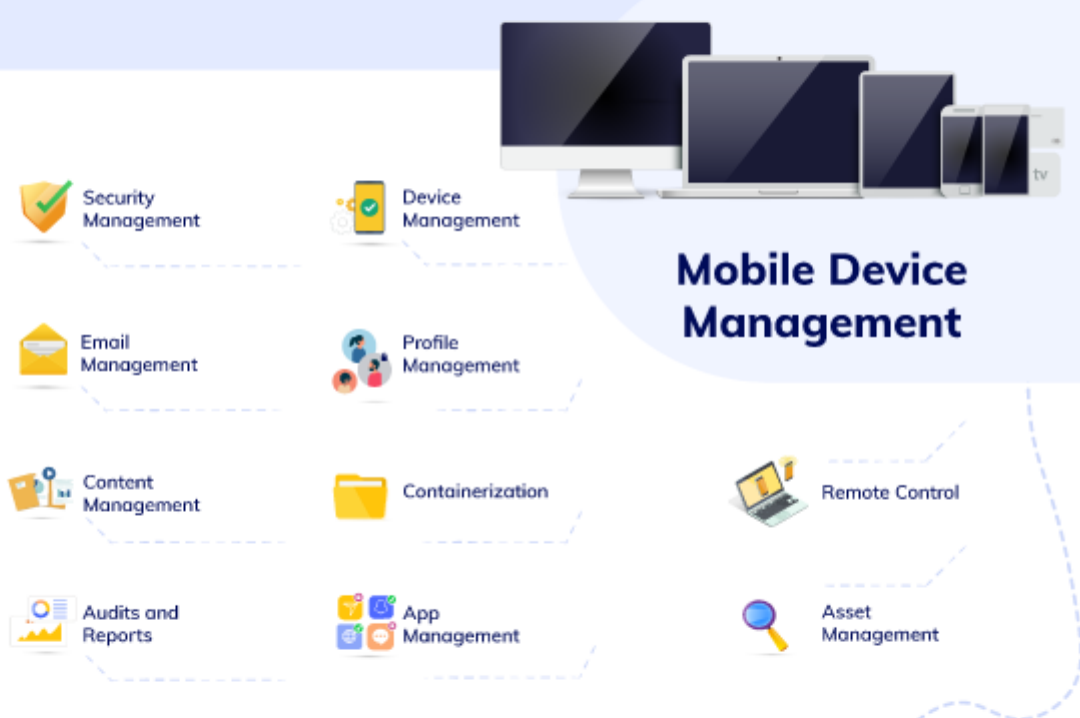 tv
Mobile Device
Management
Security
Management
Device
Management
Email
Management
Profile
Management
Content
Management
Containerization
Remote Control
Audits and
Reports
App
Management
Asset
Management